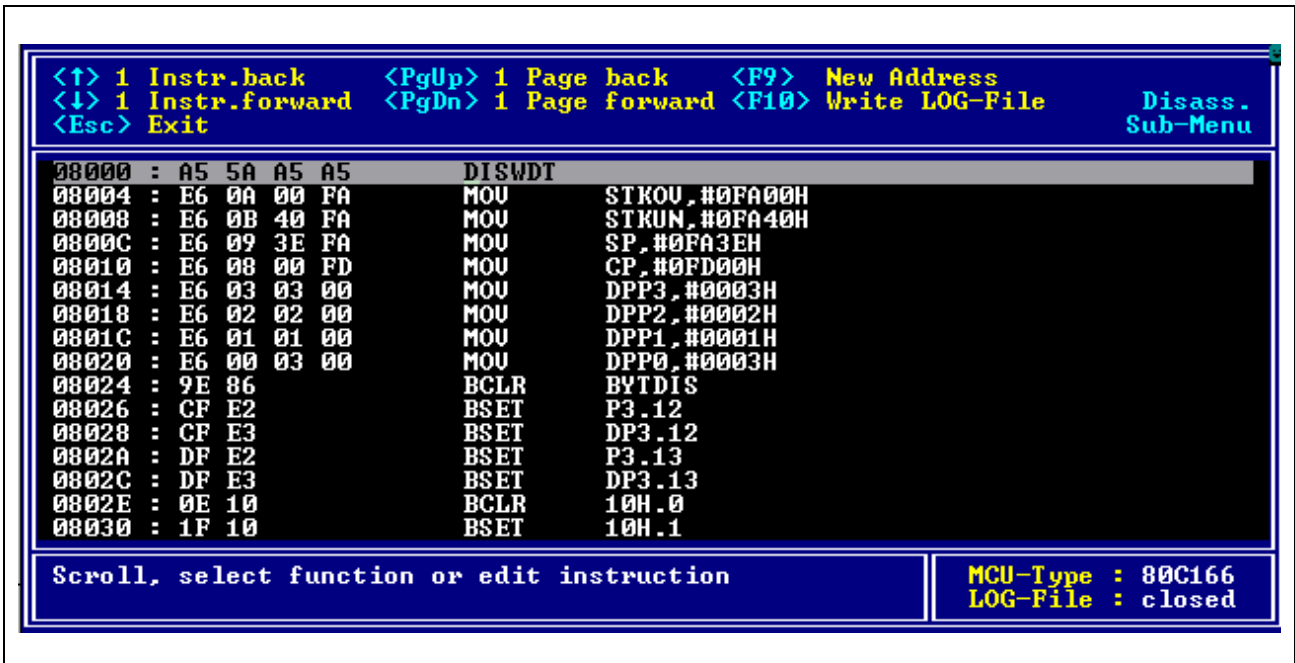 <↑> 1 Instr.back <PgUp> 1 Page back <F9> New Address
<↓> 1 Instr.forward <PgDn> 1 Page forward <F10> Write LOG-File Disass.
<Esc> Exit Sub-Menu
08000 : A5 5A A5 A5 DISWDT
08004 : E6 0A 00 FA MOV STKOV,#0FA00H
08008 : E6 0B 40 FA MOV STKUN,#0FA40H
0800C : E6 09 3E FA MOV SP,#0FA3EH
08010 : E6 08 00 FD MOV CP,#0FD00H
08014 : E6 03 03 00 MOV DPP3,#0003H
08018 : E6 02 02 00 MOV DPP2,#0002H
0801C : E6 01 01 00 MOV DPP1,#0001H
08020 : E6 00 03 00 MOV DPP0,#0003H
08024 : 9E 86 BCLR BYTDIS
08026 : CF E2 BSET P3.12
08028 : CF E3 BSET DP3.12
0802A : DF E2 BSET P3.13
0802C : DF E3 BSET DP3.13
0802E : 0E 10 BCLR 10H.0
08030 : 1F 10 BSET 10H.1
Scroll, select function or edit instruction MCU-Type : 80C166
LOG-File : closed